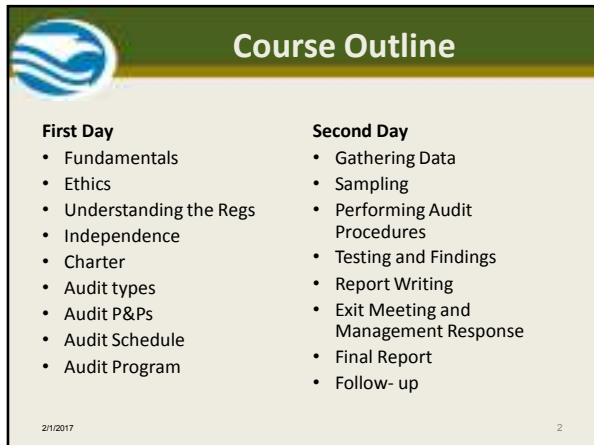 Course Outline
First Day
• Fundamentals
• Ethics
• Understanding the Regs
• Independence
• Charter
• Audit types
• Audit P&Ps
• Audit Schedule
• Audit Program
Second Day
• Gathering Data
• Sampling
• Performing Audit
Procedures
• Testing and Findings
• Report Writing
• Exit Meeting and
Management Response
• Final Report
• Follow- up
2/1/2017
2